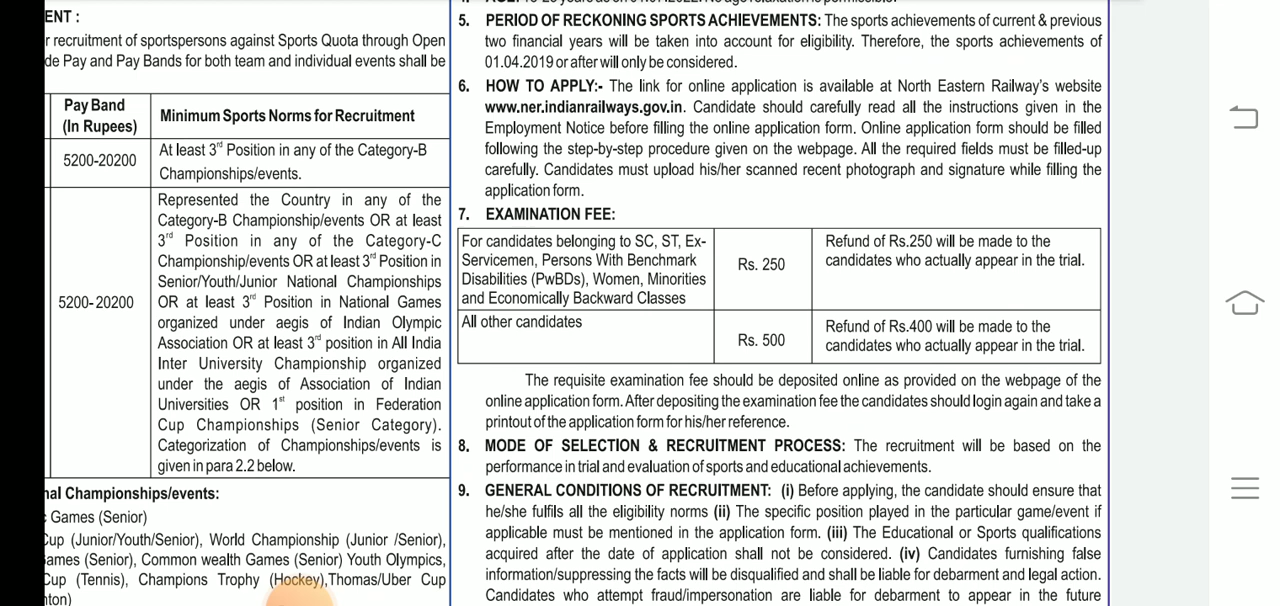 ENT :
r recruitment of sportspersons against Sports Quota through Open
de Pay and Pay Bands for both team and individual events shall be
Pay Band
(In Rupees)
Minimum Sports Norms for Recruitment
5200-20200
At least 3rd Position in any of the Category-B
Championships/events.
5200- 20200
Represented the Country in any of the
Category-B Championship/events OR at least
3rd Position in any of the Category-C
Championship/events OR at least 3rd Position in
Senior/Youth/Junior National Championships
OR at least 3rd Position in National Games
organized under aegis of Indian Olympic
Association OR at least 3rd position in All India
Inter University Championship organized
under the aegis of Association of Indian
Universities OR 1st position in Federation
Cup Championships (Senior Category).
Categorization of Championships/events is
given in para 2.2 below.
nal Championships/events:
Games (Senior)
Cup (Junior/Youth/Senior), World Championship (Junior /Senior),
ames (Senior), Common wealth Games (Senior) Youth Olympics,
Cup (Tennis), Champions Trophy (Hockey),Thomas/Uber Cup
nton)
5. PERIOD OF RECKONING SPORTS ACHIEVEMENTS: The sports achievements of current & previous
two financial years will be taken into account for eligibility. Therefore, the sports achievements of
01.04.2019 or after will only be considered.
6. HOW TO APPLY:- The link for online application is available at North Eastern Railway's website
www.ner.indianrailways.gov.in. Candidate should carefully read all the instructions given in the
Employment Notice before filling the online application form. Online application form should be filled
following the step-by-step procedure given on the webpage. All the required fields must be filled-up
carefully. Candidates must upload his/her scanned recent photograph and signature while filling the
application form.
7. EXAMINATION FEE:
For candidates belonging to SC, ST, Ex-
Servicemen, Persons With Benchmark
Disabilities (PwBDs), Women, Minorities
and Economically Backward Classes
Rs. 250
Refund of Rs.250 will be made to the
candidates who actually appear in the trial.
All other candidates
Rs. 500
Refund of Rs.400 will be made to the
candidates who actually appear in the trial.
The requisite examination fee should be deposited online as provided on the webpage of the
online application form. After depositing the examination fee the candidates should login again and take a
printout of the application form for his/her reference.
8. MODE OF SELECTION & RECRUITMENT PROCESS: The recruitment will be based on the
performance in trial and evaluation of sports and educational achievements.
9. GENERAL CONDITIONS OF RECRUITMENT: (i) Before applying, the candidate should ensure that
he/she fulfils all the eligibility norms (ii) The specific position played in the particular game/event if
applicable must be mentioned in the application form. (iii) The Educational or Sports qualifications
acquired after the date of application shall not be considered. (iv) Candidates furnishing false
information/suppressing the facts will be disqualified and shall be liable for debarment and legal action.
Candidates who attempt fraud/impersonation are liable for debarment to appear in the future